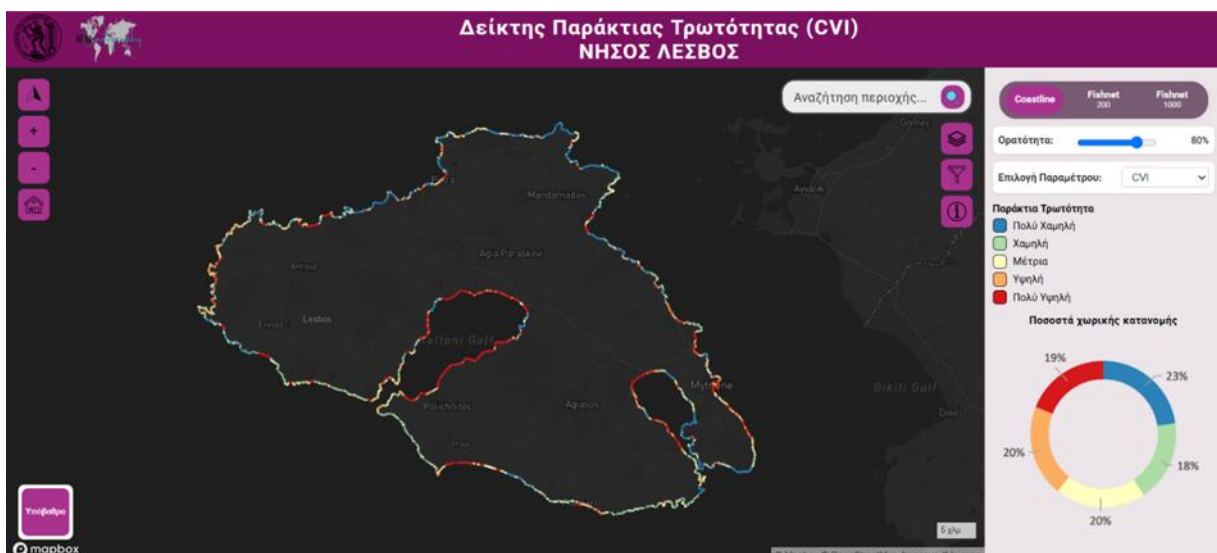 Δείκτης Παράκτιας Τρωτότητας (CVI)
ΝΗΣΟΣ ΛΕΣΒΟΣ
+
-
Αναζήτηση περιοχής...
Coastline
Fishnet
200
Fishnet
1000
Ορατότητα:
80%
Επιλογή Παραμέτρου:
CVI
Παράκτια Τρωτότητα
Πολύ Χαμηλή
Χαμηλή
Μέτρια
Υψηλή
Πολύ Υψηλή
Ποσοστά χωρικής κατανομής
19%
23%
20%
18%
20%
Mandamados
Agia Paraskevi
Lesbos
Kalloni Gulf
Polichnitos
Agiasos
Dikili Gulf
Dikili
5 χλμ
Υπόβαθρο
mapbox